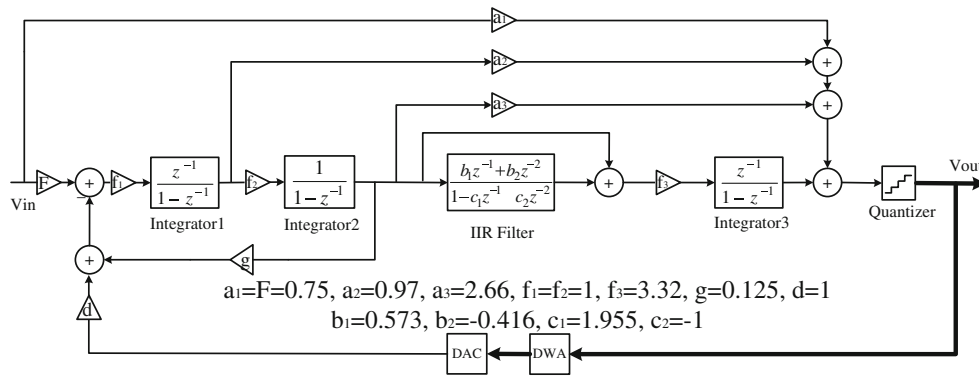 a₁
a₂
a₃
Vin
F
+
−
f₁
z⁻¹
1 − z⁻¹
Integrator1
f₂
1
1 − z⁻¹
Integrator2
b₁z⁻¹+b₂z⁻²
1−c₁z⁻¹ c₂z⁻²
IIR Filter
+
f₃
z⁻¹
1 − z⁻¹
Integrator3
+
+
+
+
Quantizer
Vout
+
g
d
a₁=F=0.75, a₂=0.97, a₃=2.66, f₁=f₂=1, f₃=3.32, g=0.125, d=1
b₁=0.573, b₂=-0.416, c₁=1.955, c₂=-1
DAC
DWA